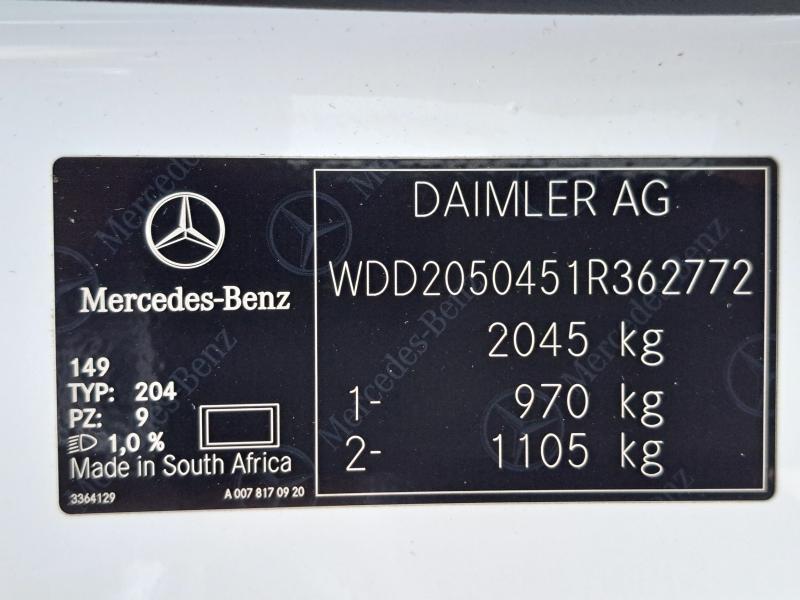 Mercedes-Benz
149
TYP: 204
PZ: 9
1,0 %
Made in South Africa
3364129
A 007 817 09 20
DAIMLER AG
WDD2050451R362772
2045 kg
1- 970 kg
2- 1105 kg